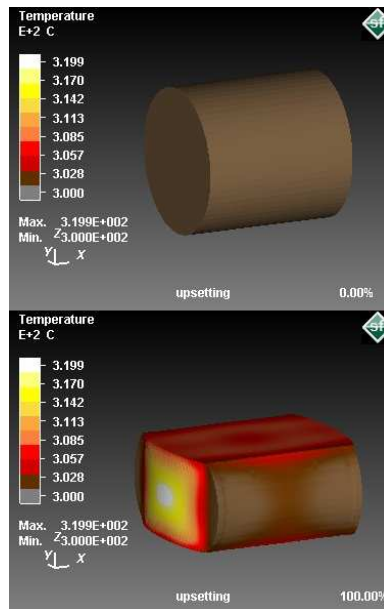 Temperature
E+2 C
3.199
3.170
3.142
3.113
3.085
3.057
3.028
3.000
Max. 3.199E+002
Min. 3.000E+002
Z
Y X
upsetting 0.00%
sf
Temperature
E+2 C
3.199
3.170
3.142
3.113
3.085
3.057
3.028
3.000
Max. 3.199E+002
Min. 3.000E+002
Z
Y X
upsetting 100.00%
sf